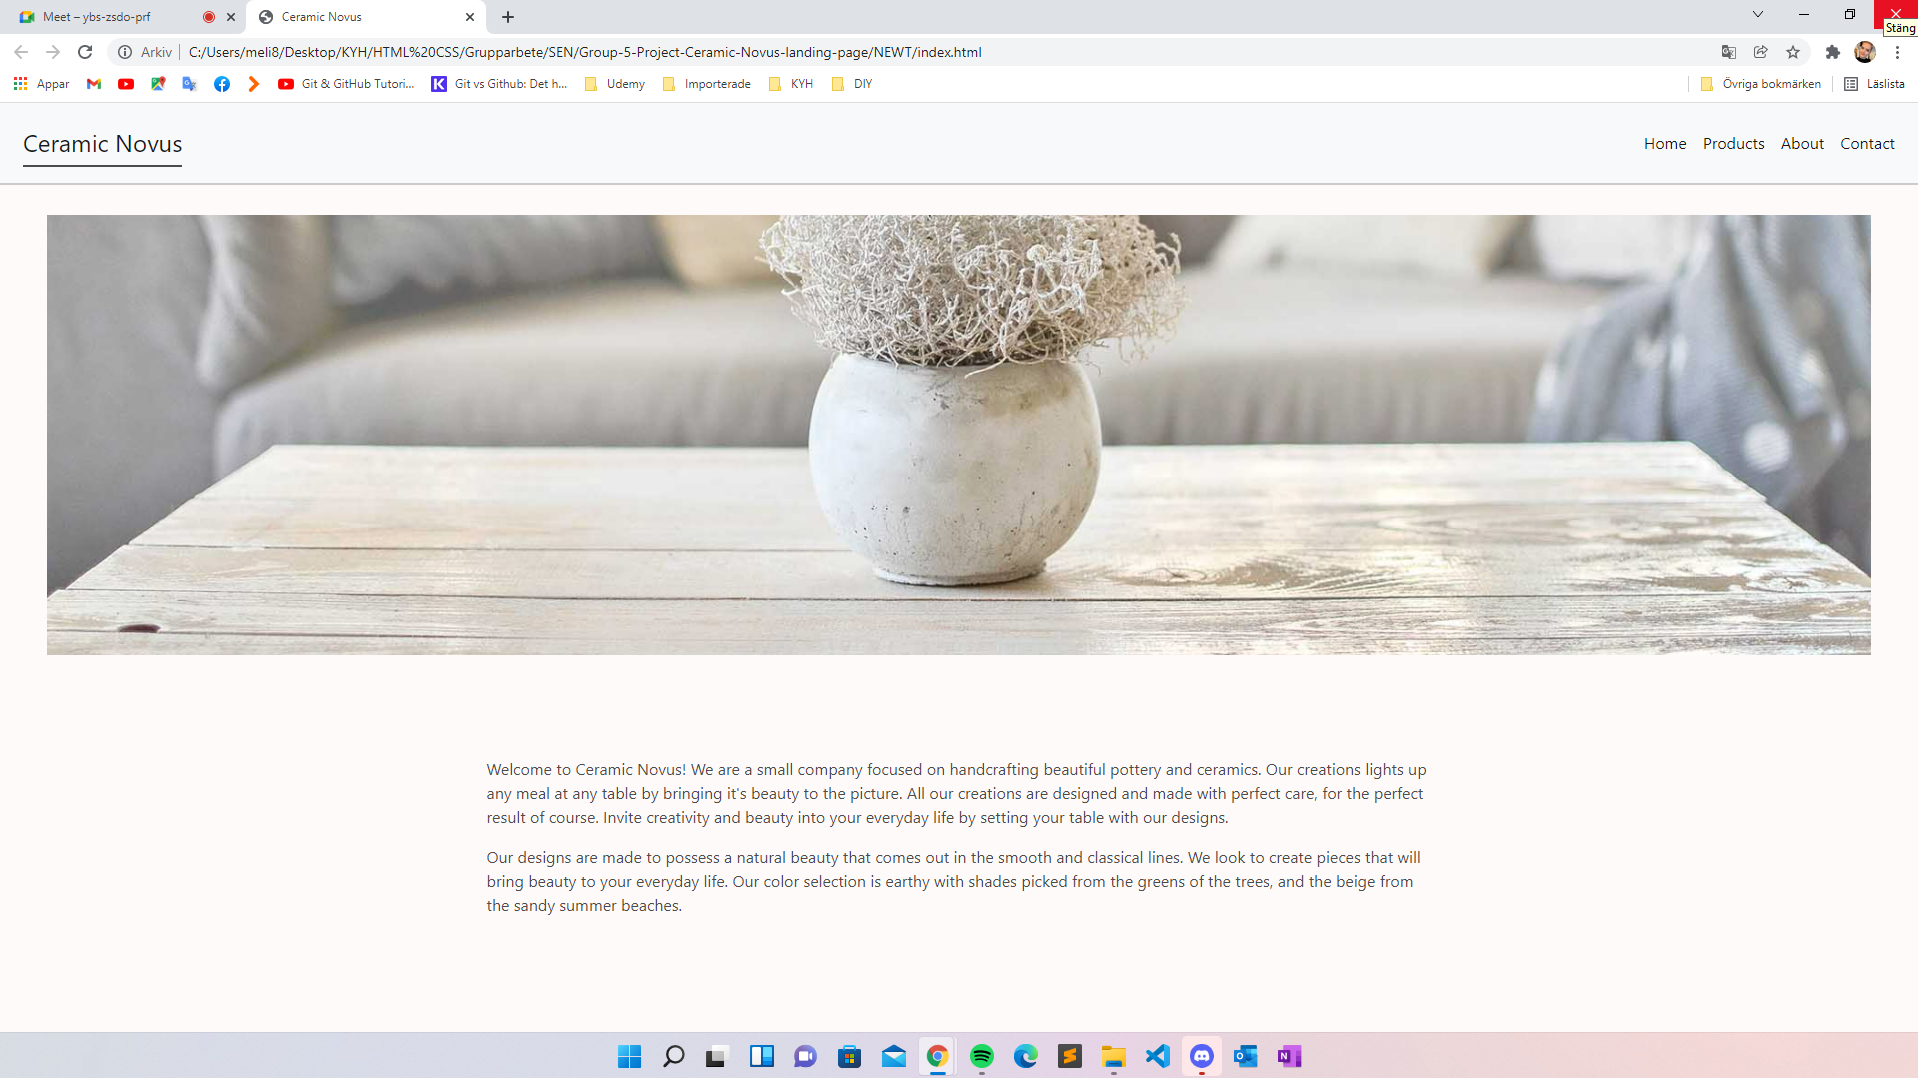 Meet – ybs-zsdo-prf
Ceramic Novus
Stäng
Arkiv
C:/Users/meli8/Desktop/KYH/HTML%20CSS/Grupparbete/SEN/Group-5-Project-Ceramic-Novus-landing-page/NEWT/index.html
Appar
Git & GitHub Tutori...
Git vs Github: Det h...
Udemy
Importerade
KYH
DIY
Övriga bokmärken
Läslista
Ceramic Novus
Home
Products
About
Contact
Welcome to Ceramic Novus! We are a small company focused on handcrafting beautiful pottery and ceramics. Our creations lights up
any meal at any table by bringing it's beauty to the picture. All our creations are designed and made with perfect care, for the perfect
result of course. Invite creativity and beauty into your everyday life by setting your table with our designs.
Our designs are made to possess a natural beauty that comes out in the smooth and classical lines. We look to create pieces that will
bring beauty to your everyday life. Our color selection is earthy with shades picked from the greens of the trees, and the beige from
the sandy summer beaches.